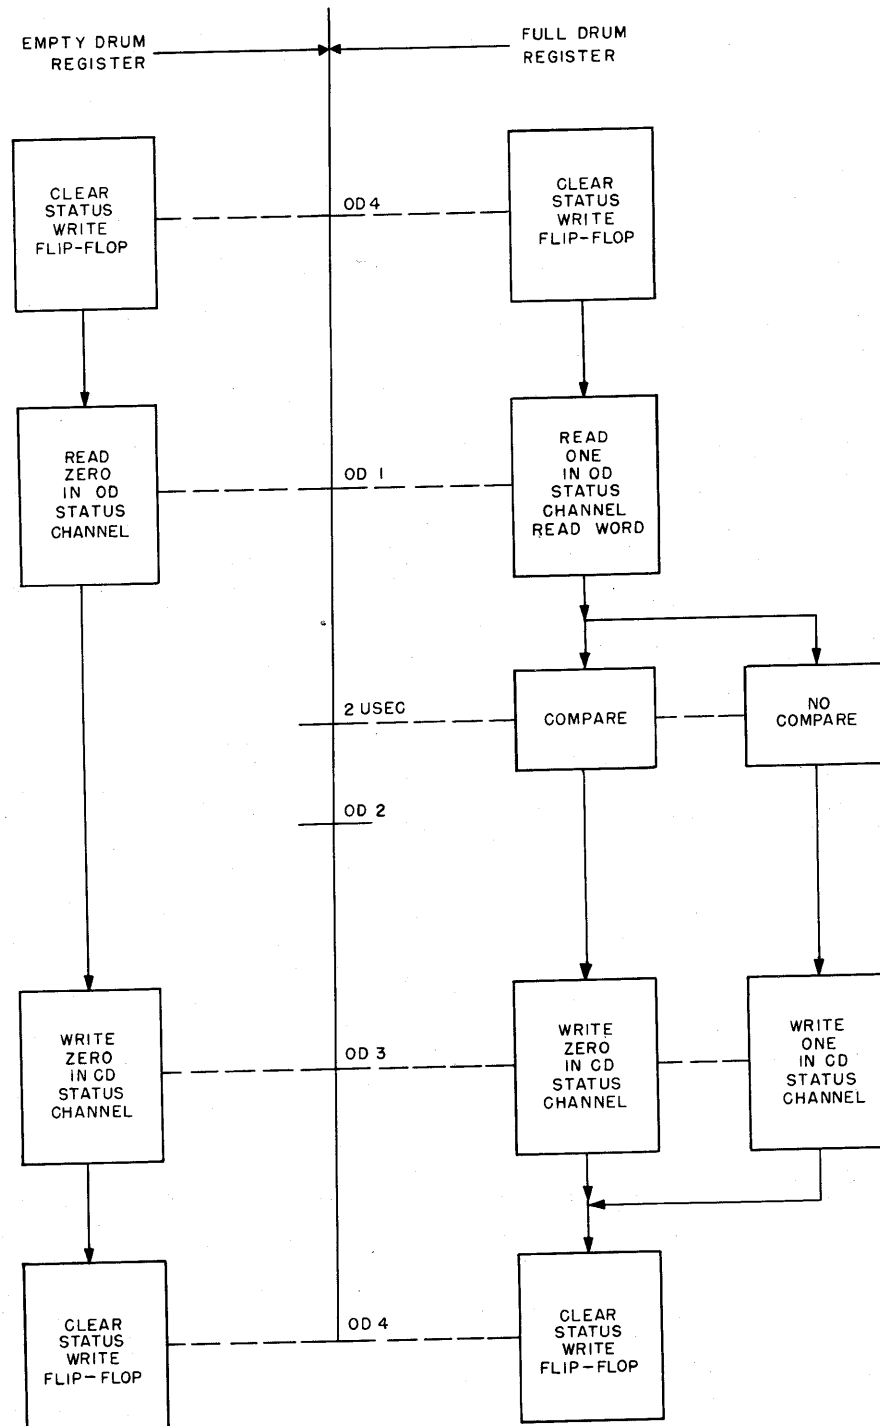 EMPTY DRUM
REGISTER
FULL DRUM
REGISTER
CLEAR
STATUS
WRITE
FLIP-FLOP
OD 4
CLEAR
STATUS
WRITE
FLIP-FLOP
READ
ZERO
IN OD
STATUS
CHANNEL
OD 1
READ
ONE
IN OD
STATUS
CHANNEL
READ WORD
2 USEC
COMPARE
NO
COMPARE
OD 2
WRITE
ZERO
IN CD
STATUS
CHANNEL
OD 3
WRITE
ZERO
IN CD
STATUS
CHANNEL
WRITE
ONE
IN CD
STATUS
CHANNEL
CLEAR
STATUS
WRITE
FLIP-FLOP
OD 4
CLEAR
STATUS
WRITE
FLIP-FLOP